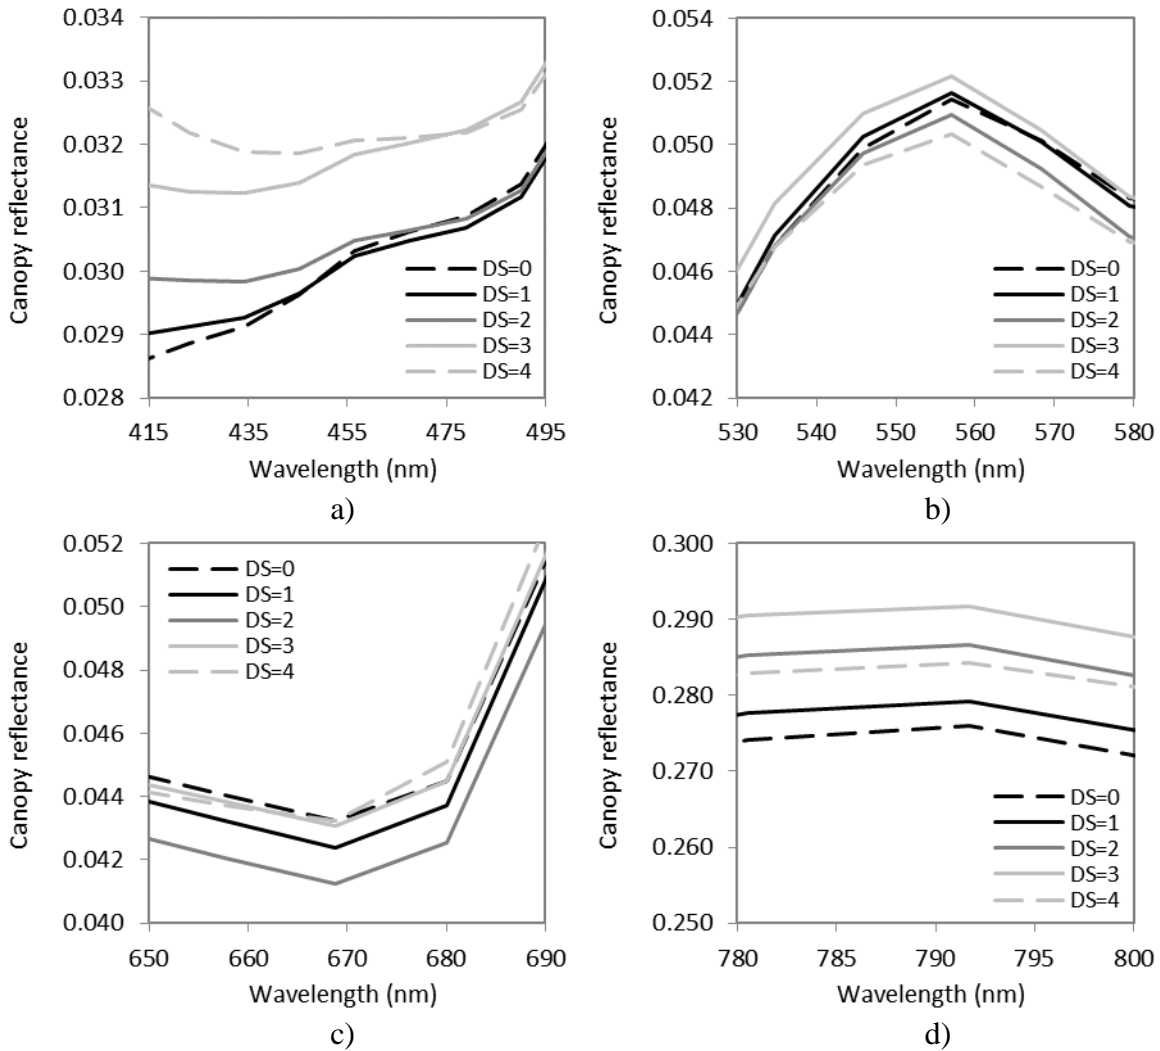 0.034
0.033
0.032
0.031
0.030
0.029
0.028
Canopy reflectance
415 435 455 475 495
Wavelength (nm)
DS=0
DS=1
DS=2
DS=3
DS=4
a)
0.054
0.052
0.050
0.048
0.046
0.044
0.042
Canopy reflectance
530 540 550 560 570 580
Wavelength (nm)
DS=0
DS=1
DS=2
DS=3
DS=4
b)
0.052
0.050
0.048
0.046
0.044
0.042
0.040
Canopy reflectance
650 660 670 680 690
Wavelength (nm)
DS=0
DS=1
DS=2
DS=3
DS=4
c)
0.300
0.290
0.280
0.270
0.260
0.250
Canopy reflectance
780 785 790 795 800
Wavelength (nm)
DS=0
DS=1
DS=2
DS=3
DS=4
d)